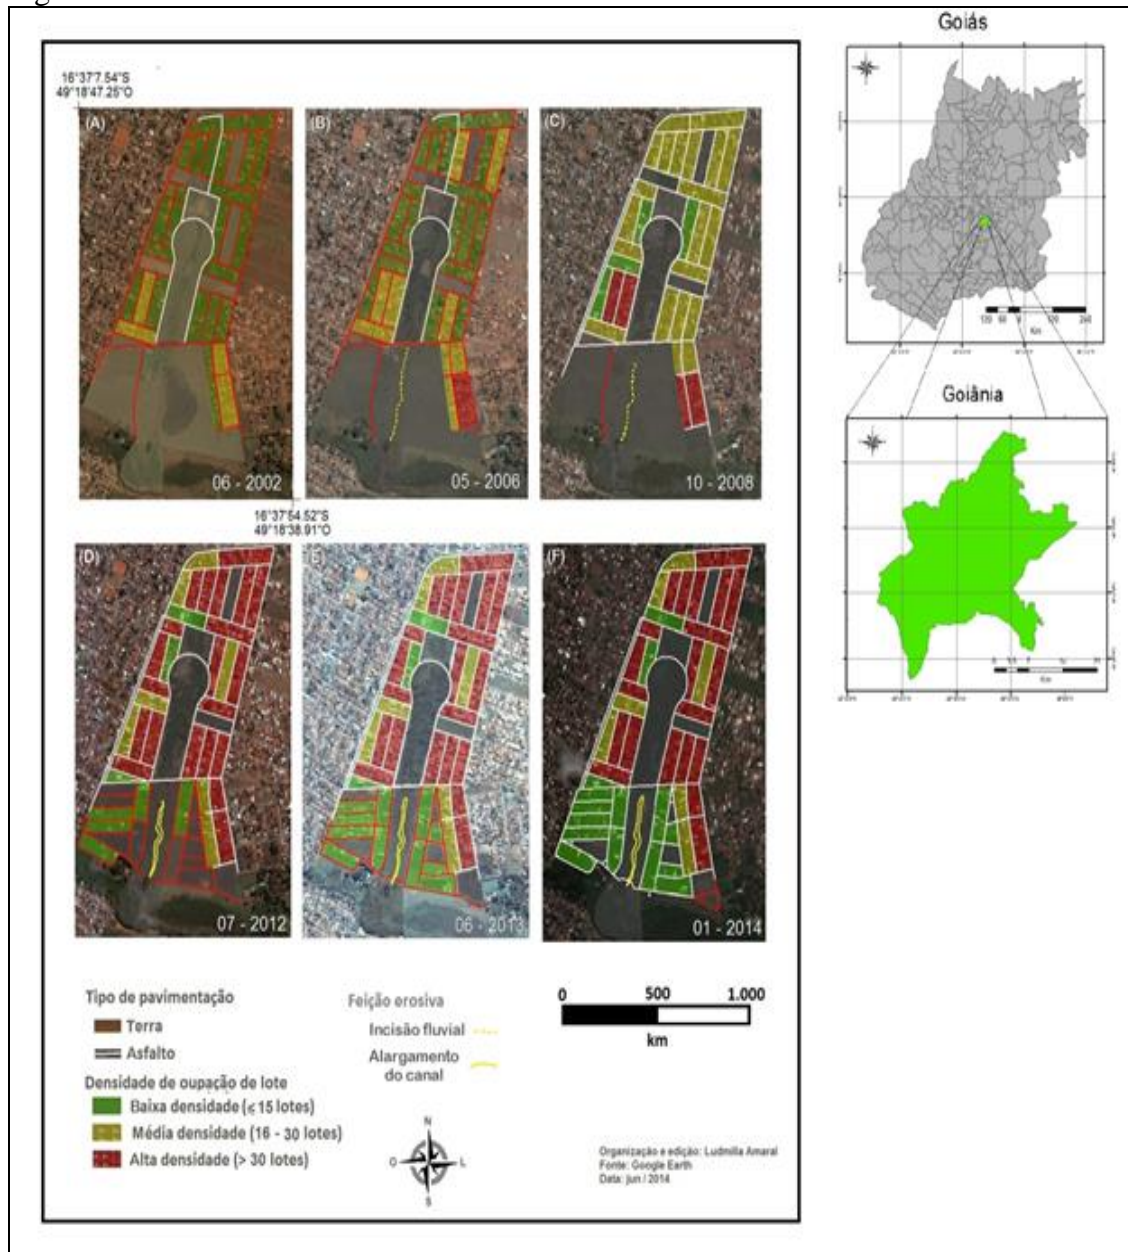 Goiás
16°37'7.54"S
49°18'47.25"O
(A)
(B)
(C)
06 - 2002
05 - 2006
10 - 2008
Km
Goiânia
16°37'54.52"S
49°18'38.91"O
(D)
(E)
(F)
07 - 2012
06 - 2013
01 - 2014
Km
Tipo de pavimentação
Terra
Asfalto
Densidade de oupação de lote
Baixa densidade (≤ 15 lotes)
Média densidade (16 - 30 lotes)
Alta densidade (> 30 lotes)
Feição erosiva
Incisão fluvial
Alargamento
do canal
0 500 1.000
km
N
O L
S
Organização e edição: Ludmilla Amaral
Fonte: Google Earth
Data: jun / 2014